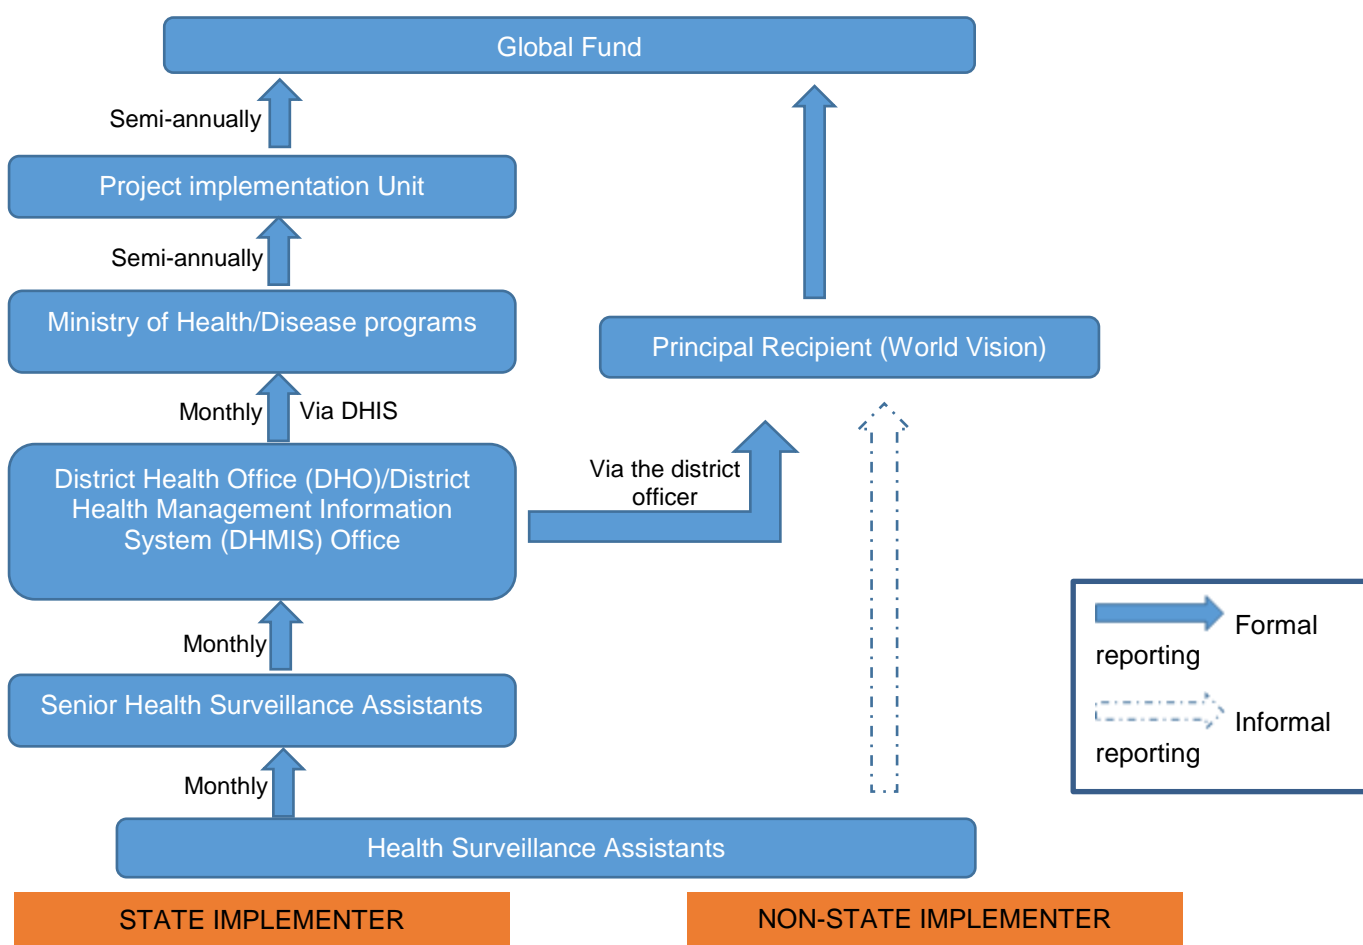 Global Fund
Semi-annually
Project implementation Unit
Semi-annually
Ministry of Health/Disease programs
Principal Recipient (World Vision)
Monthly
Via DHIS
District Health Office (DHO)/District
Health Management Information
System (DHMIS) Office
Via the district
officer
Monthly
Senior Health Surveillance Assistants
Monthly
Health Surveillance Assistants
Formal
reporting
Informal
reporting
STATE IMPLEMENTER
NON-STATE IMPLEMENTER